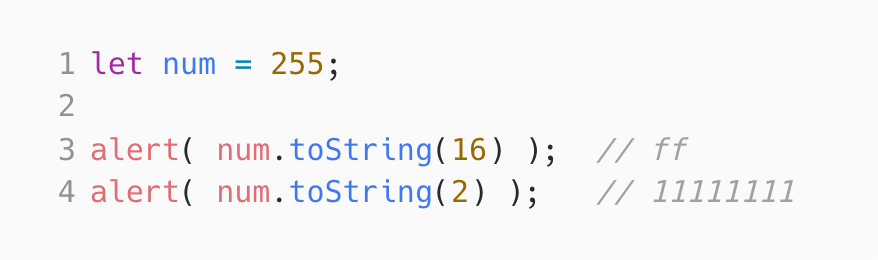 1 let num = 255;
2
3 alert( num.toString(16) );  // ff
4 alert( num.toString(2) );   // 11111111